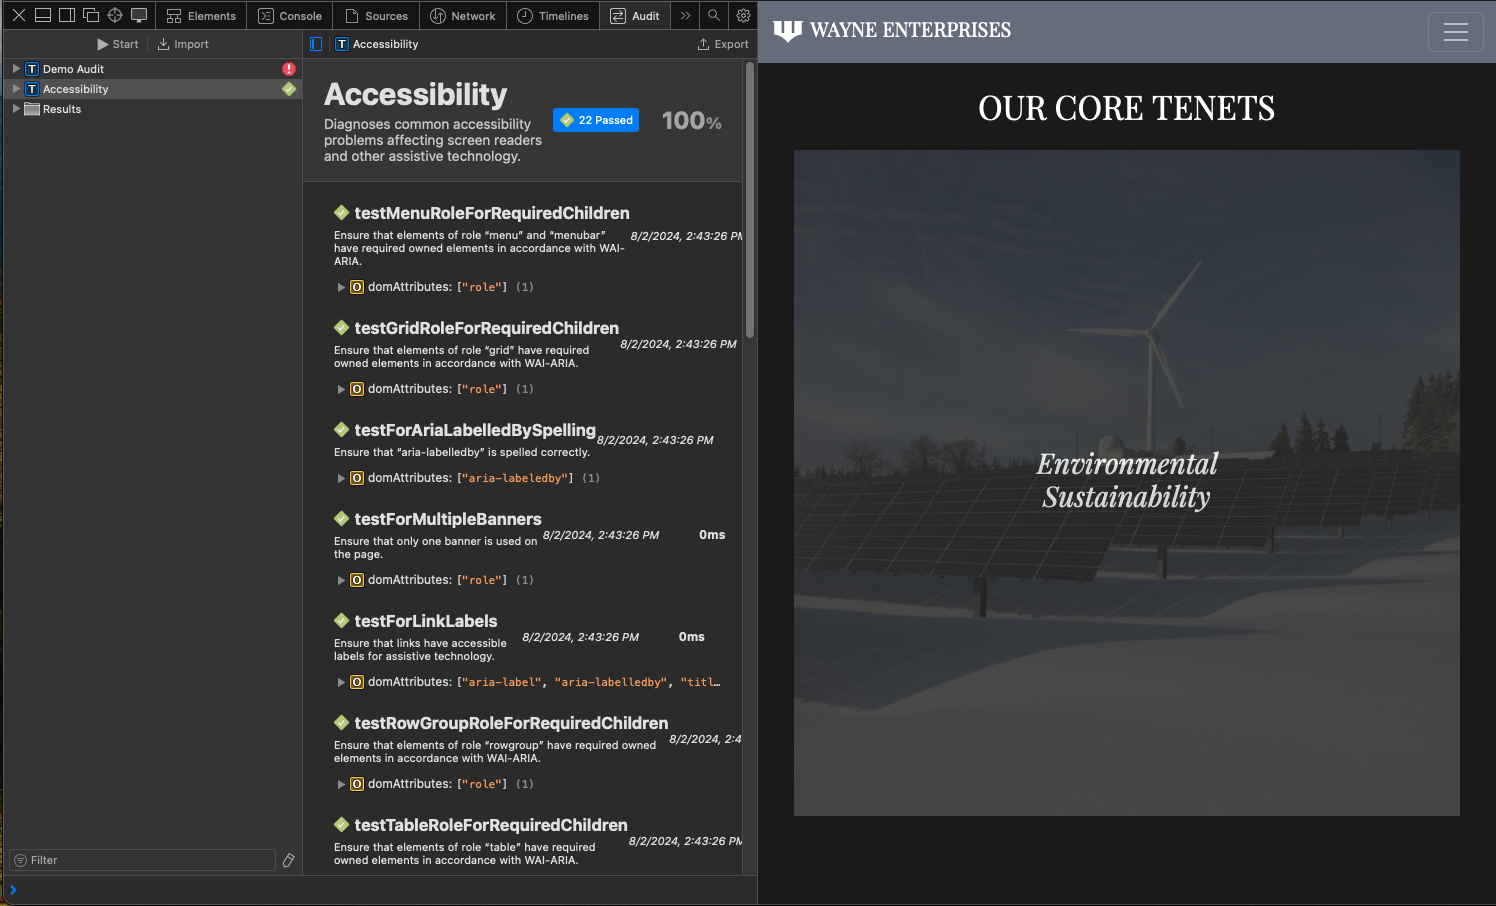 Elements
Console
Sources
Network
Timelines
Audit
Start
Import
T Accessibility
Export
T Demo Audit
T Accessibility
Results
Accessibility
Diagnoses common accessibility
problems affecting screen readers
and other assistive technology.
22 Passed
100%
testMenuRoleForRequiredChildren
Ensure that elements of role “menu” and “menubar”
have required owned elements in accordance with WAI-
ARIA.
8/2/2024, 2:43:26 PM
O domAttributes: ["role"] (1)
testGridRoleForRequiredChildren
Ensure that elements of role “grid” have required
owned elements in accordance with WAI-ARIA.
8/2/2024, 2:43:26 PM
O domAttributes: ["role"] (1)
testForAriaLabelledBySpelling
Ensure that “aria-labelledby” is spelled correctly.
8/2/2024, 2:43:26 PM
O domAttributes: ["aria-labeledby"] (1)
testForMultipleBanners
Ensure that only one banner is used on
the page.
8/2/2024, 2:43:26 PM
0ms
O domAttributes: ["role"] (1)
testForLinkLabels
Ensure that links have accessible
labels for assistive technology.
8/2/2024, 2:43:26 PM
0ms
O domAttributes: ["aria-label", "aria-labelledby", "titl…
testRowGroupRoleForRequiredChildren
Ensure that elements of role “rowgroup” have required owned
elements in accordance with WAI-ARIA.
8/2/2024, 2:4
O domAttributes: ["role"] (1)
testTableRoleForRequiredChildren
Ensure that elements of role “table” have required
owned elements in accordance with WAI-ARIA.
8/2/2024, 2:43:26 PM
Filter
WAYNE ENTERPRISES
OUR CORE TENETS
Environmental
Sustainability